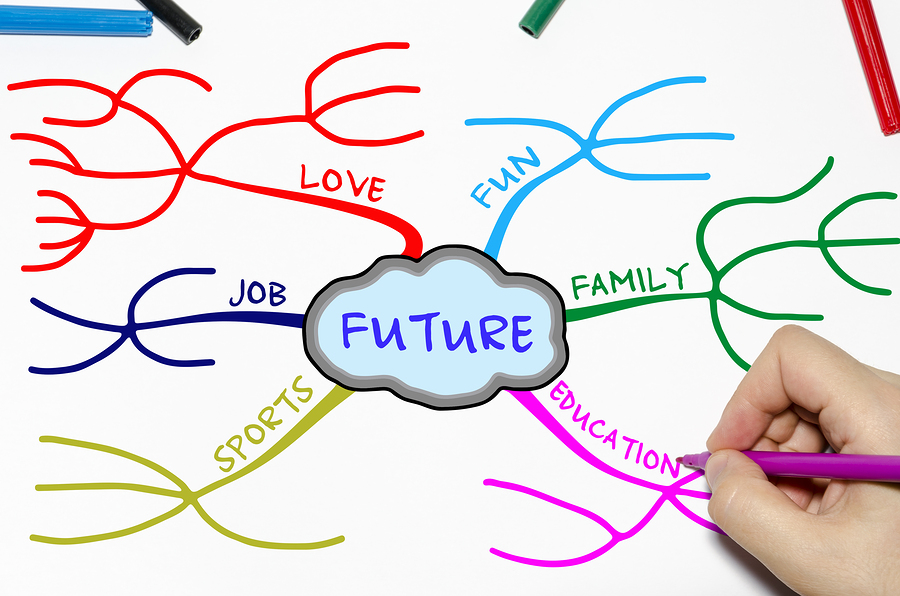 LOVE
FUN
JOB
FAMILY
FUTURE
SPORTS
EDUCATION